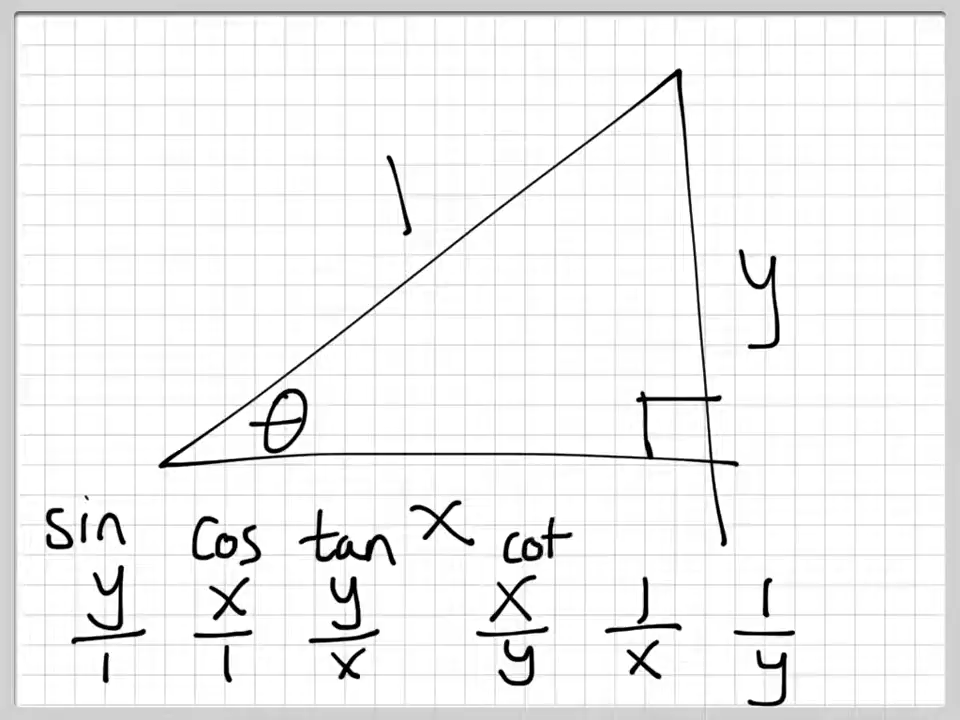 1
y
θ
x
sin cos tan cot
y/1 x/1 y/x x/y 1/x 1/y